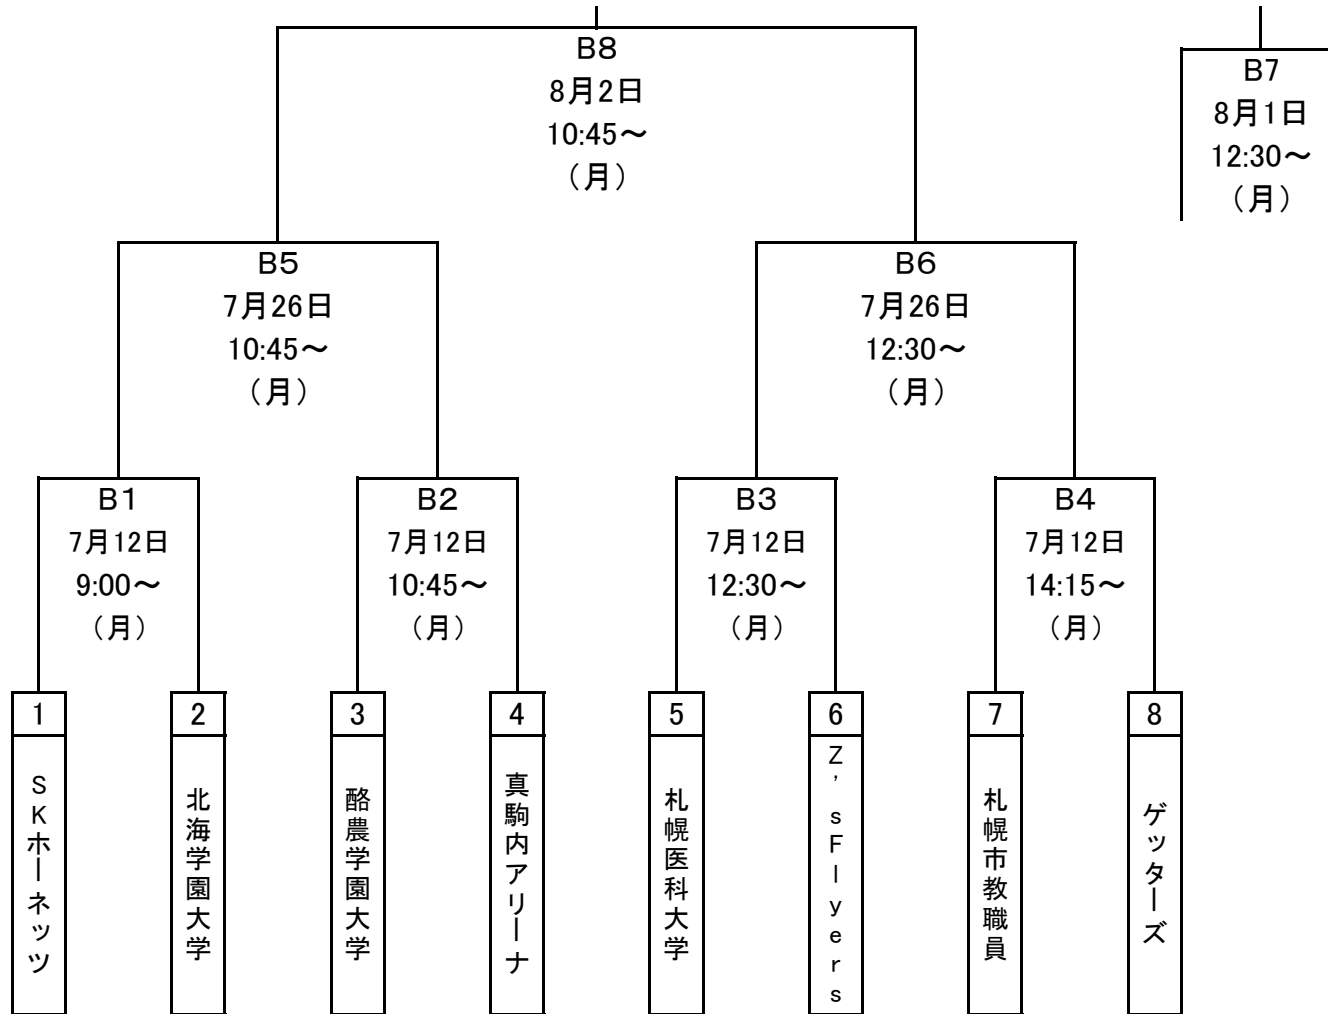 B8
8月2日
10:45～
（月）
B7
8月1日
12:30～
（月）
B5
7月26日
10:45～
（月）
B6
7月26日
12:30～
（月）
B1
7月12日
9:00～
（月）
B2
7月12日
10:45～
（月）
B3
7月12日
12:30～
（月）
B4
7月12日
14:15～
（月）
1
2
3
4
5
6
7
8
SKホーネッツ
北海学園大学
酪農学園大学
真駒内アリーナ
札幌医科大学
Z'sFlyers
札幌市教職員
ゲッターズ